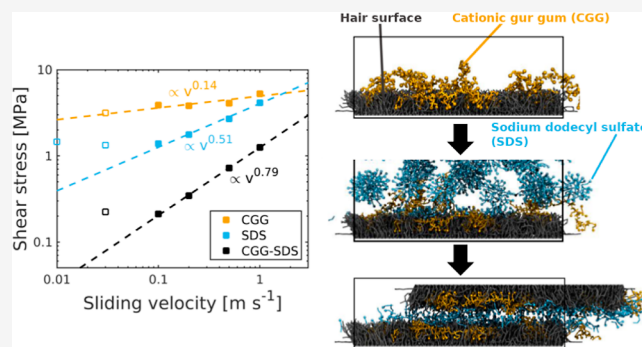 Hair surface
Cationic gur gum (CGG)
10
1
0.1
Shear stress [MPa]
∝ v^0.14
∝ v^0.51
∝ v^0.79
CGG
SDS
CGG-SDS
0.01
0.1
1
Sliding velocity [m s⁻¹]
Sodium dodecyl sulfate
(SDS)